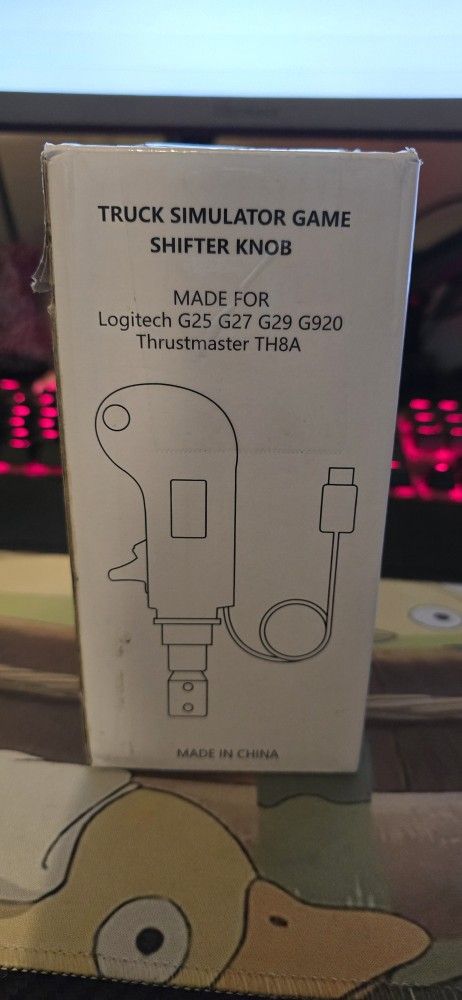 TRUCK SIMULATOR GAME
SHIFTER KNOB
MADE FOR
Logitech G25 G27 G29 G920
Thrustmaster TH8A
MADE IN CHINA